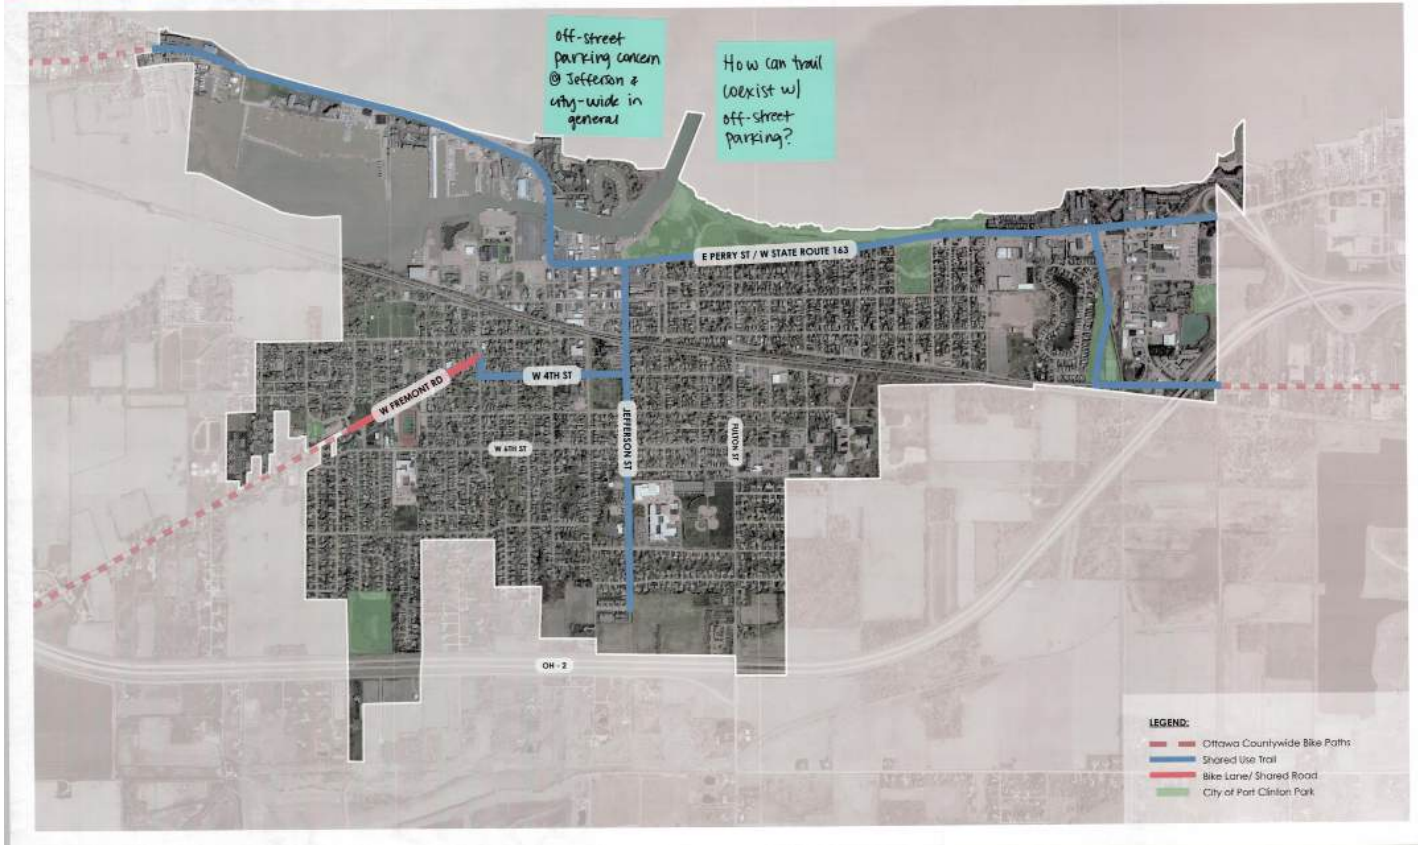 off-street
parking concern
@ Jefferson &
city-wide in
general
How can trail
coexist w/
off-street
parking?
E PERRY ST / W STATE ROUTE 163
W 4TH ST
W FREMONT RD
JEFFERSON ST
FULTON ST
W 6TH ST
OH - 2
LEGEND:
Ottawa Countywide Bike Paths
Shared Use Trail
Bike Lane/ Shared Road
City of Port Clinton Park